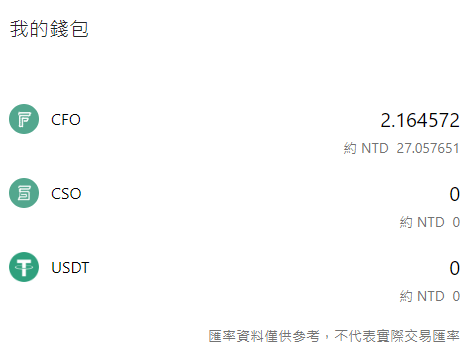 我的錢包
CFO 2.164572
約 NTD 27.057651
CSO 0
約 NTD 0
USDT 0
約 NTD 0
匯率資料僅供參考，不代表實際交易匯率